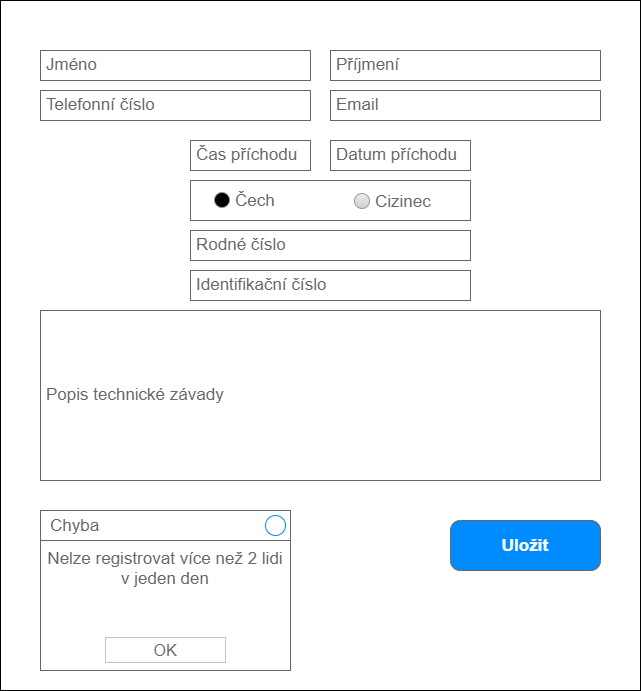 Jméno
Příjmení
Telefonní číslo
Email
Čas příchodu
Datum příchodu
Čech
Cizinec
Rodné číslo
Identifikační číslo
Popis technické závady
Chyba
Nelze registrovat více než 2 lidi
v jeden den
OK
Uložit